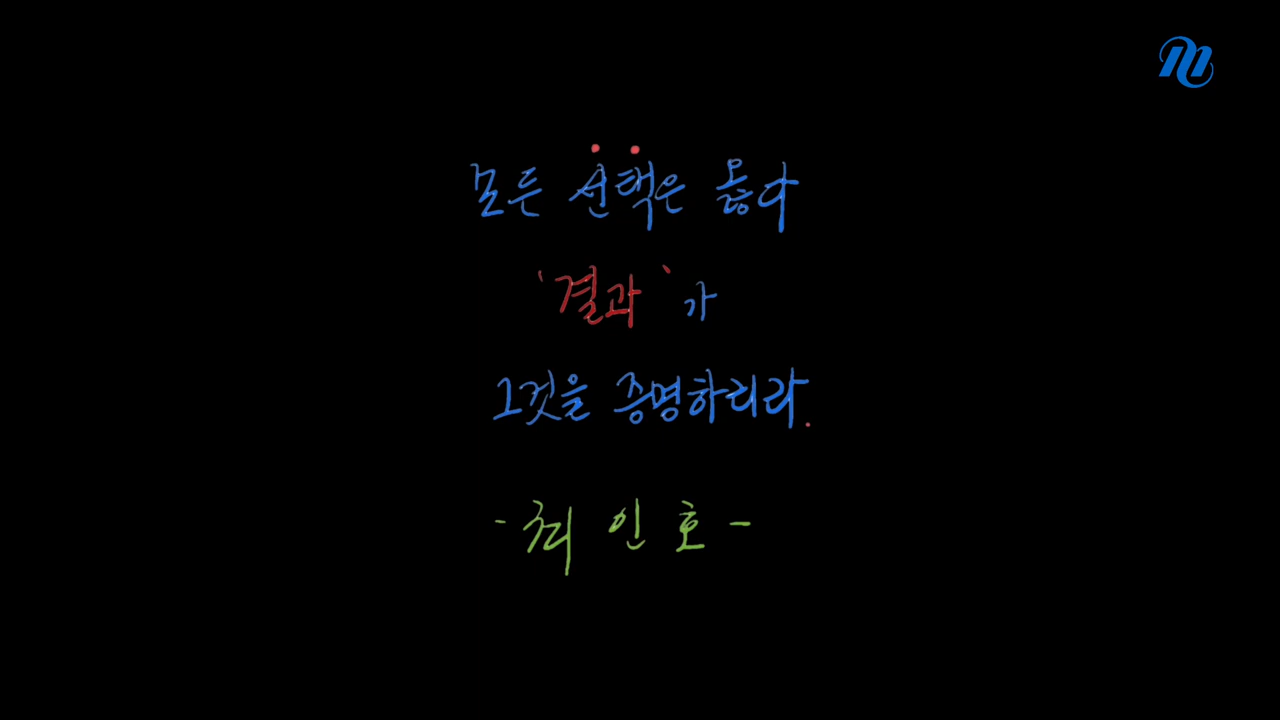 모든 선택은 옳다
'결과'가
그것을 증명하리라.
- 최인호 -